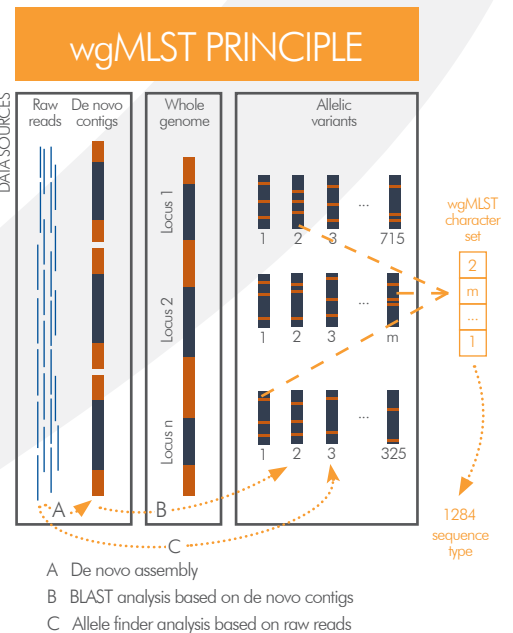 wgMLST PRINCIPLE
DATA SOURCES
Raw
reads
De novo
contigs
Whole
genome
Allelic
variants
Locus 1
1 2 3 ... 715
Locus 2
1 2 3 ... m
Locus n
1 2 3 ... 325
wgMLST
character
set
2
m
...
1
1284
sequence
type
A
B
C
A De novo assembly
B BLAST analysis based on de novo contigs
C Allele finder analysis based on raw reads